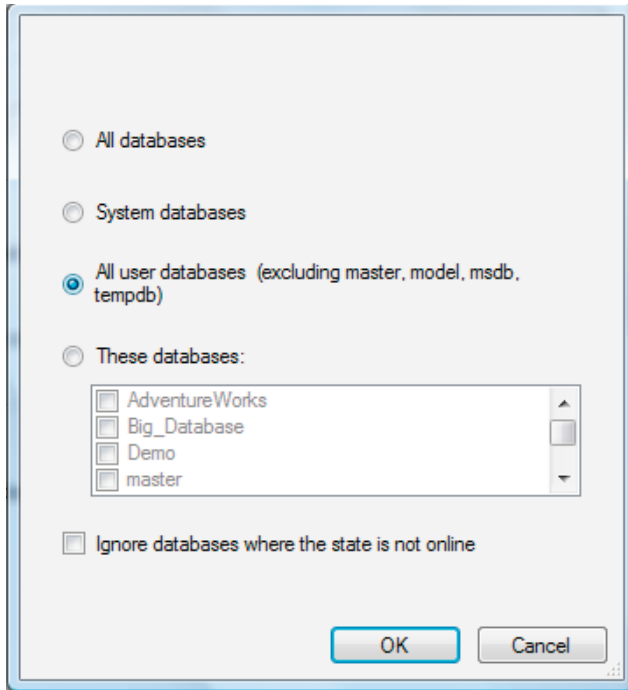 All databases
System databases
All user databases (excluding master, model, msdb,
tempdb)
These databases:
AdventureWorks
Big_Database
Demo
master
Ignore databases where the state is not online
OK
Cancel